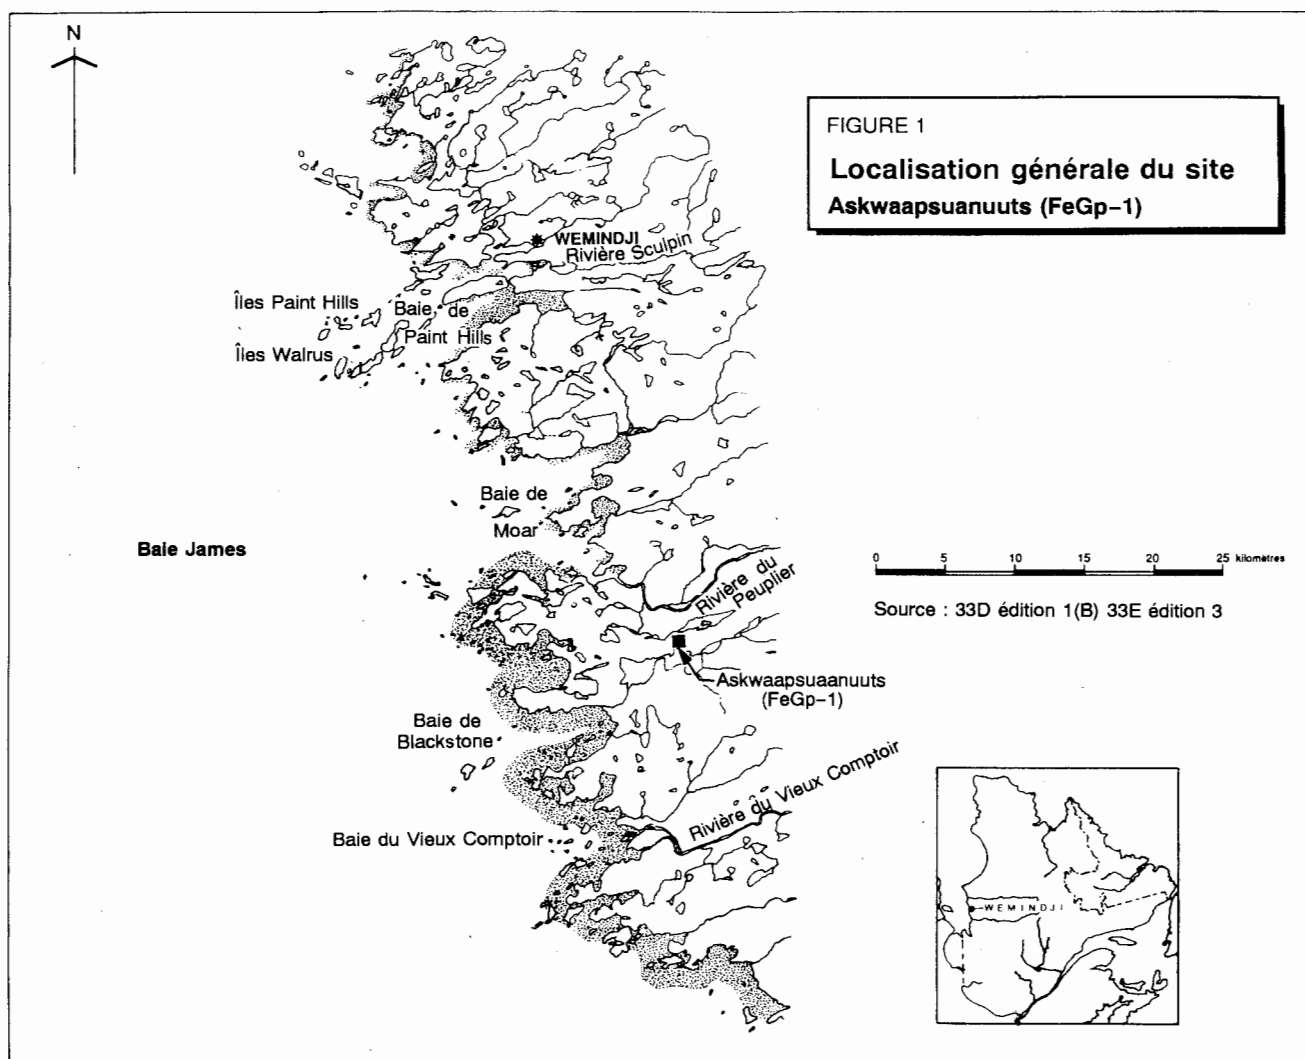 N
FIGURE 1
Localisation générale du site
Askwaapsuanuuts (FeGp-1)
WEMINDJI
Rivière Sculpin
Îles Paint Hills
Baie de
Paint Hills
Îles Walrus
Baie de
Moar
Baie James
Rivière du
Peuplier
0 5 10 15 20 25 kilomètres
Source : 33D édition 1(B) 33E édition 3
Askwaapsuaanuuts
(FeGp-1)
Baie de
Blackstone
Rivière du Vieux Comptoir
Baie du Vieux Comptoir
WEMINDJI